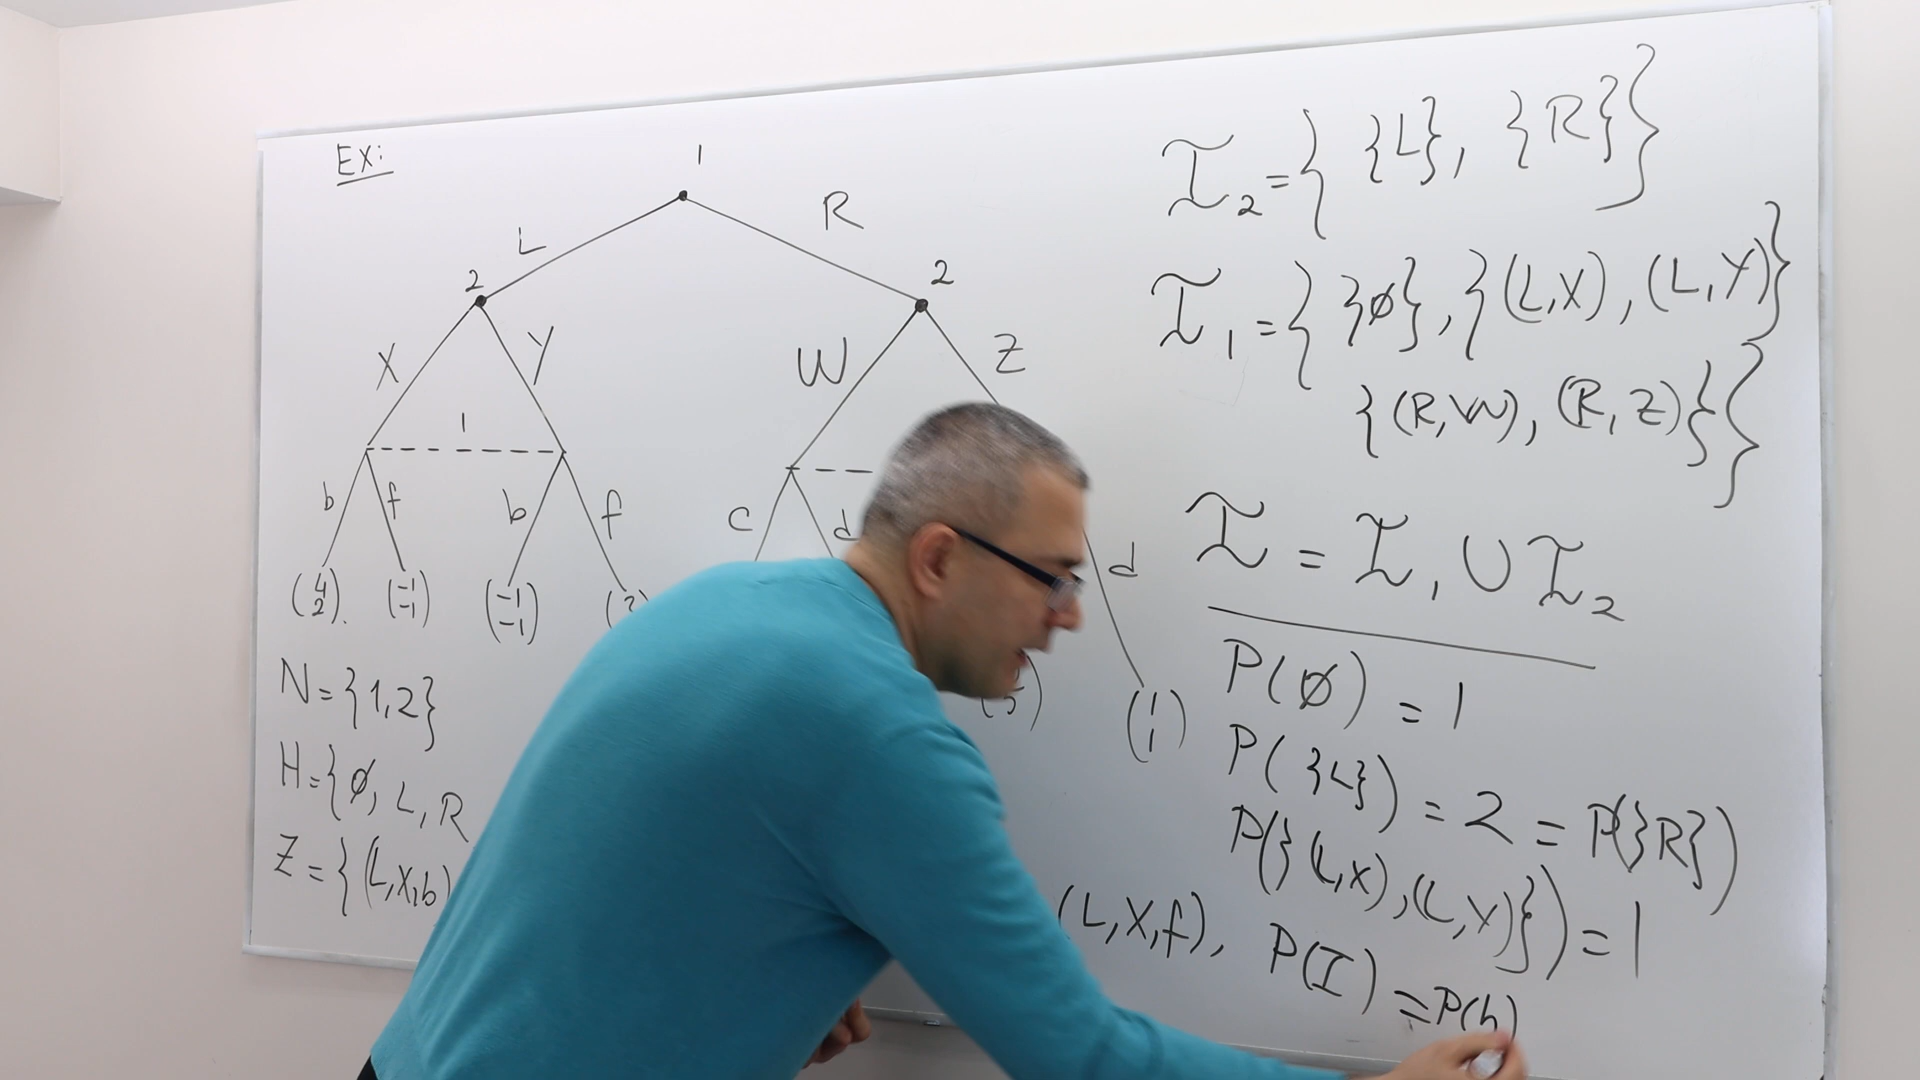 Ex:
1
L R
2 2
X Y W Z
1
b f b f c d d
(4 2). (-1 -1) (-1 -1) (1 1)
N={1,2}
H={∅, L, R
Z={(L,X,b) (L,X,f),
𝓘₂={ {L}, {R}}
𝓘₁={ {∅}, {(L,X), (L,Y)}
{(R,W), (R,Z)}}
𝓘 = 𝓘₁ ∪ 𝓘₂
P(∅) = 1
P({L}) = 2 = P({R})
P({(L,X),(L,Y)}) = 1
P(I) = P(h)